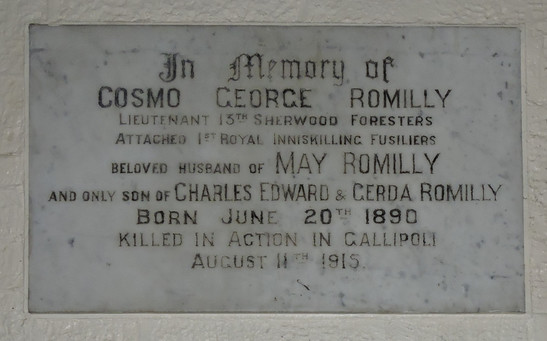 In Memory of
COSMO GEORGE ROMILLY
LIEUTENANT 13TH SHERWOOD FORESTERS
ATTACHED 1ST ROYAL INNISKILLING FUSILIERS
BELOVED HUSBAND OF MAY ROMILLY
AND ONLY SON OF CHARLES EDWARD & GERDA ROMILLY
BORN JUNE 20TH 1890
KILLED IN ACTION IN GALLIPOLI
AUGUST 11TH 1915.